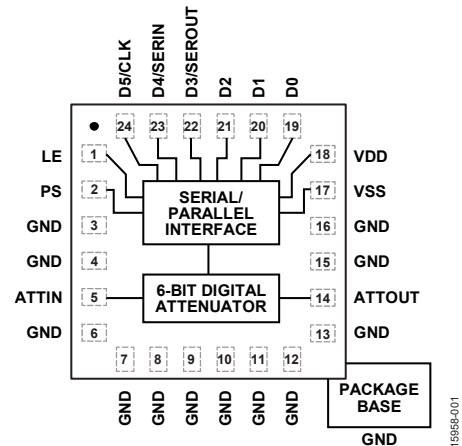 D5/CLK
D4/SERIN
D3/SEROUT
D2
D1
D0
24
23
22
21
20
19
LE
1
18
VDD
PS
2
17
VSS
SERIAL/
PARALLEL
INTERFACE
GND
3
16
GND
GND
4
15
GND
ATTIN
5
6-BIT DIGITAL
ATTENUATOR
14
ATTOUT
GND
6
13
GND
7
8
9
10
11
12
GND
GND
GND
GND
GND
GND
PACKAGE
BASE
GND
15958-001